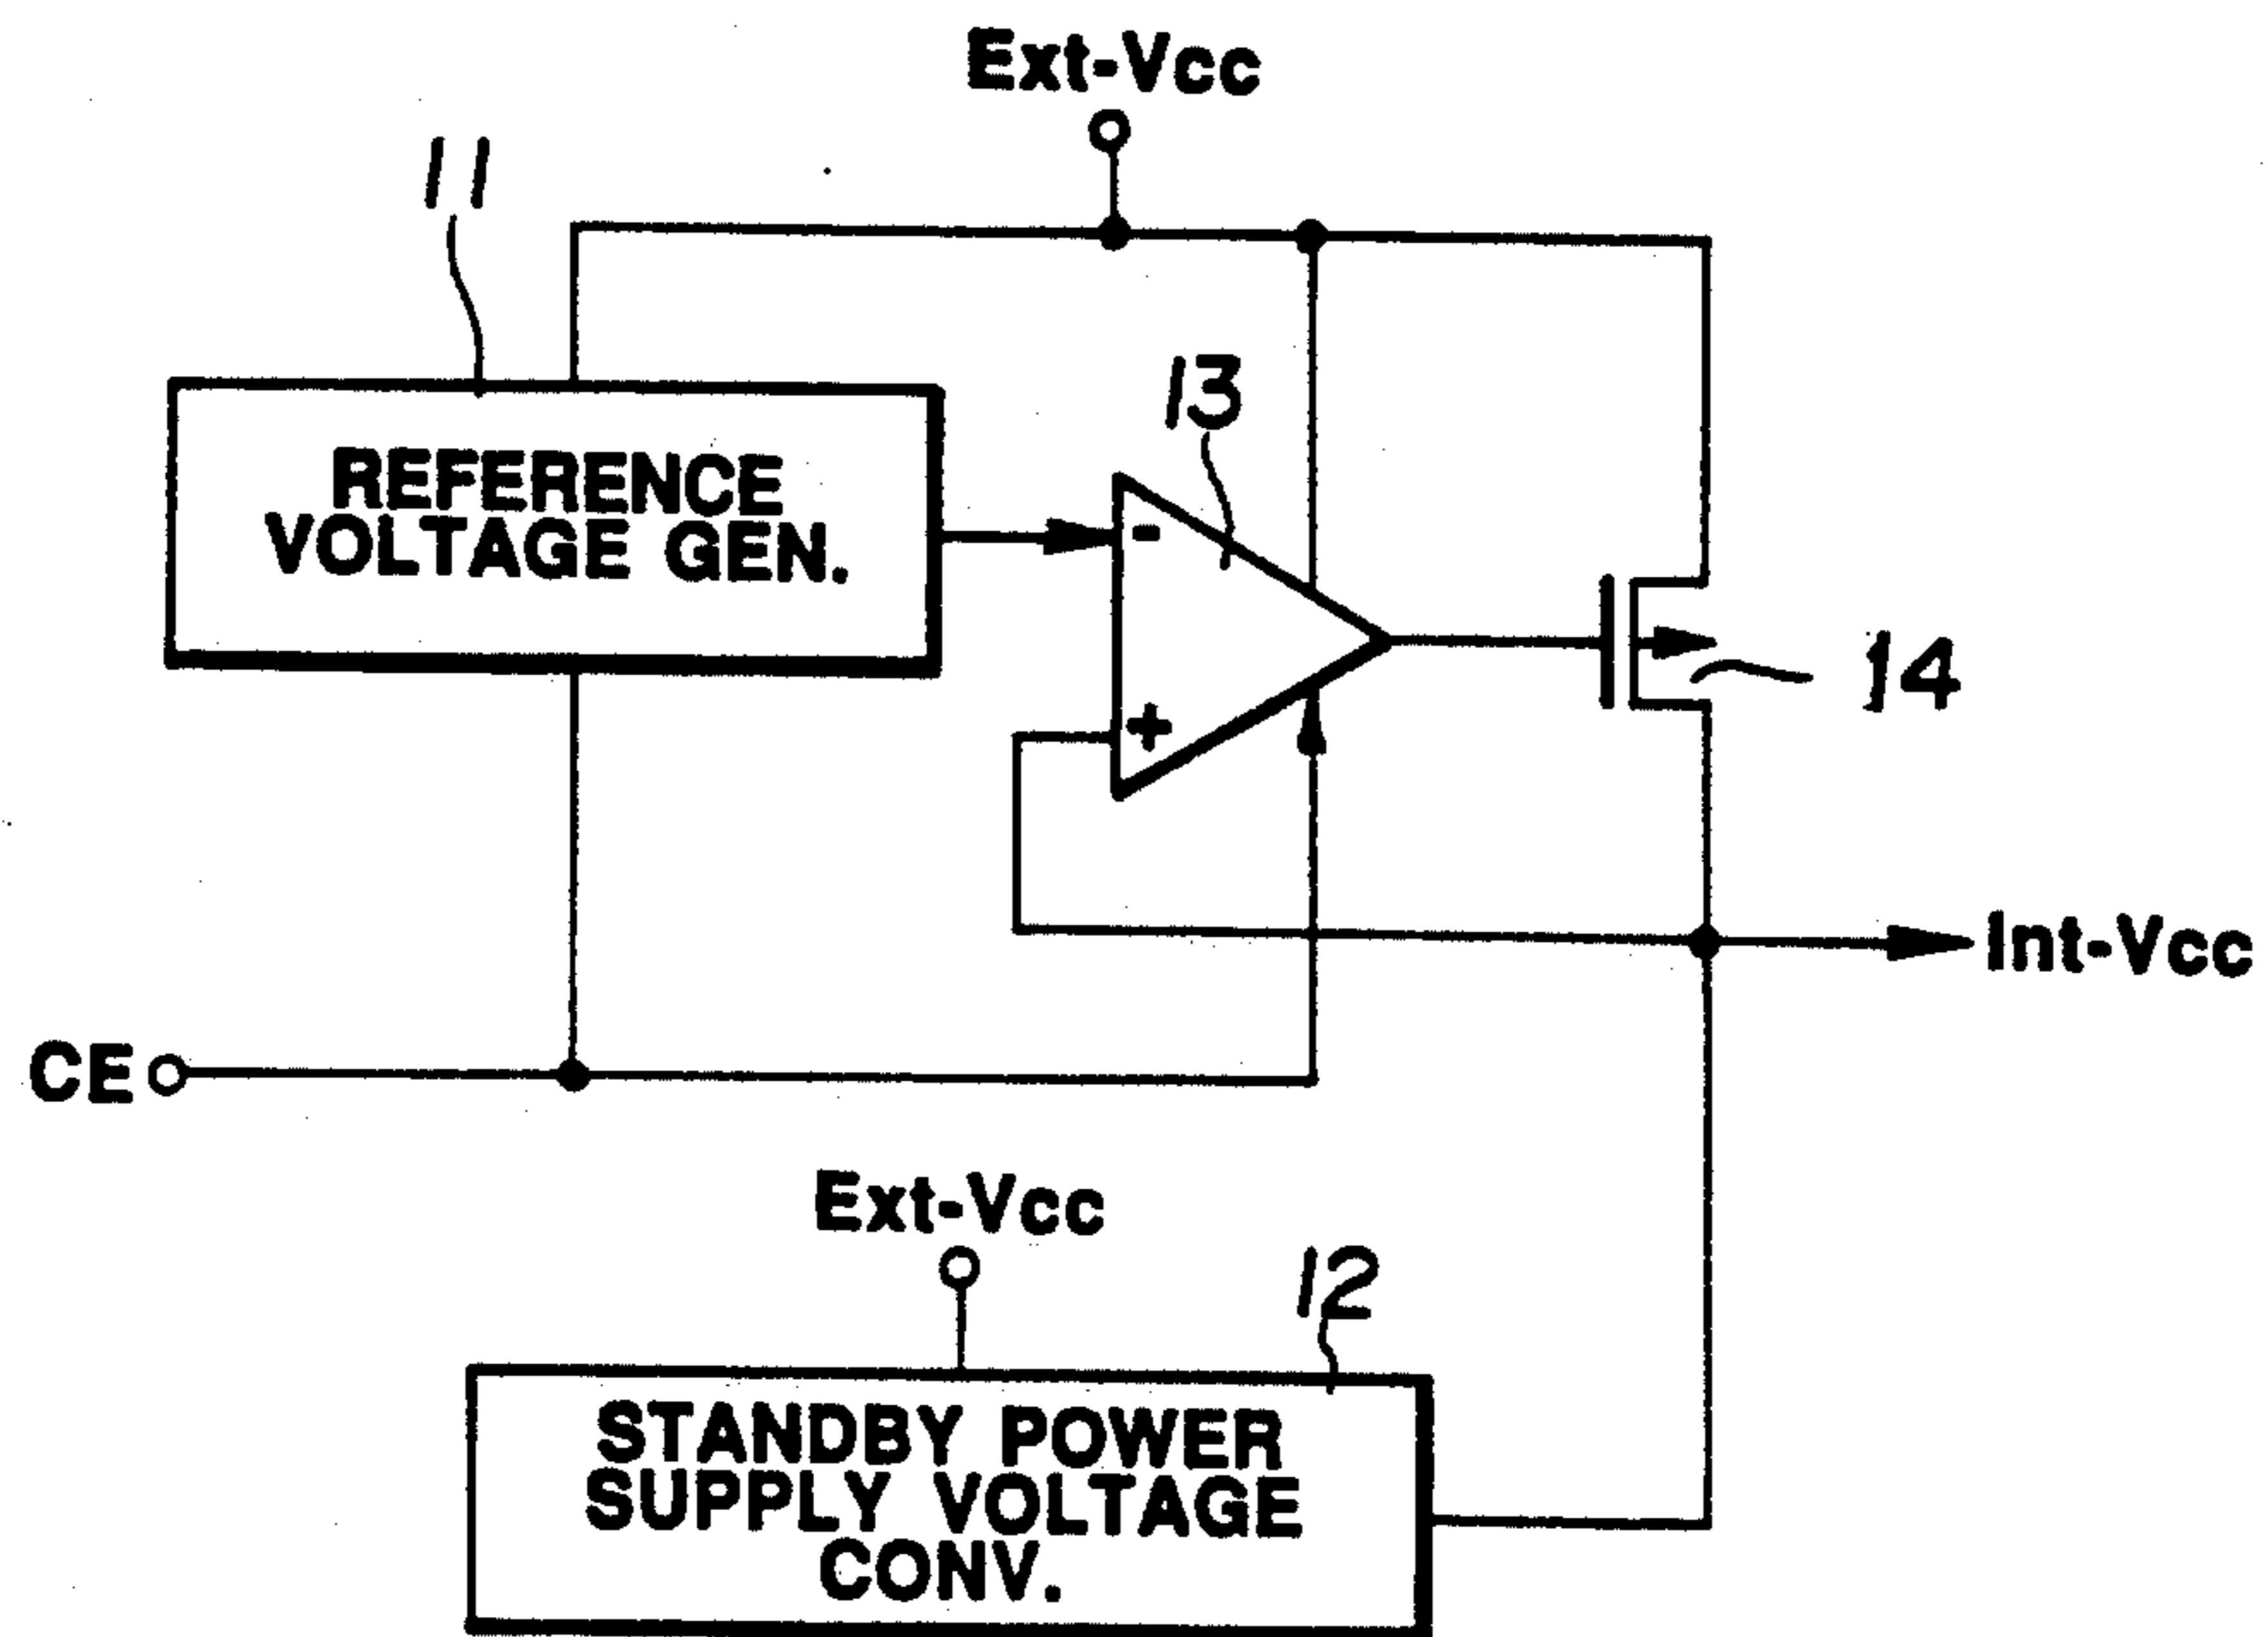 Ext-Vcc
11
REFERENCE
VOLTAGE GEN.
13
-
+
14
Int-Vcc
CE
Ext-Vcc
12
STANDBY POWER
SUPPLY VOLTAGE
CONV.